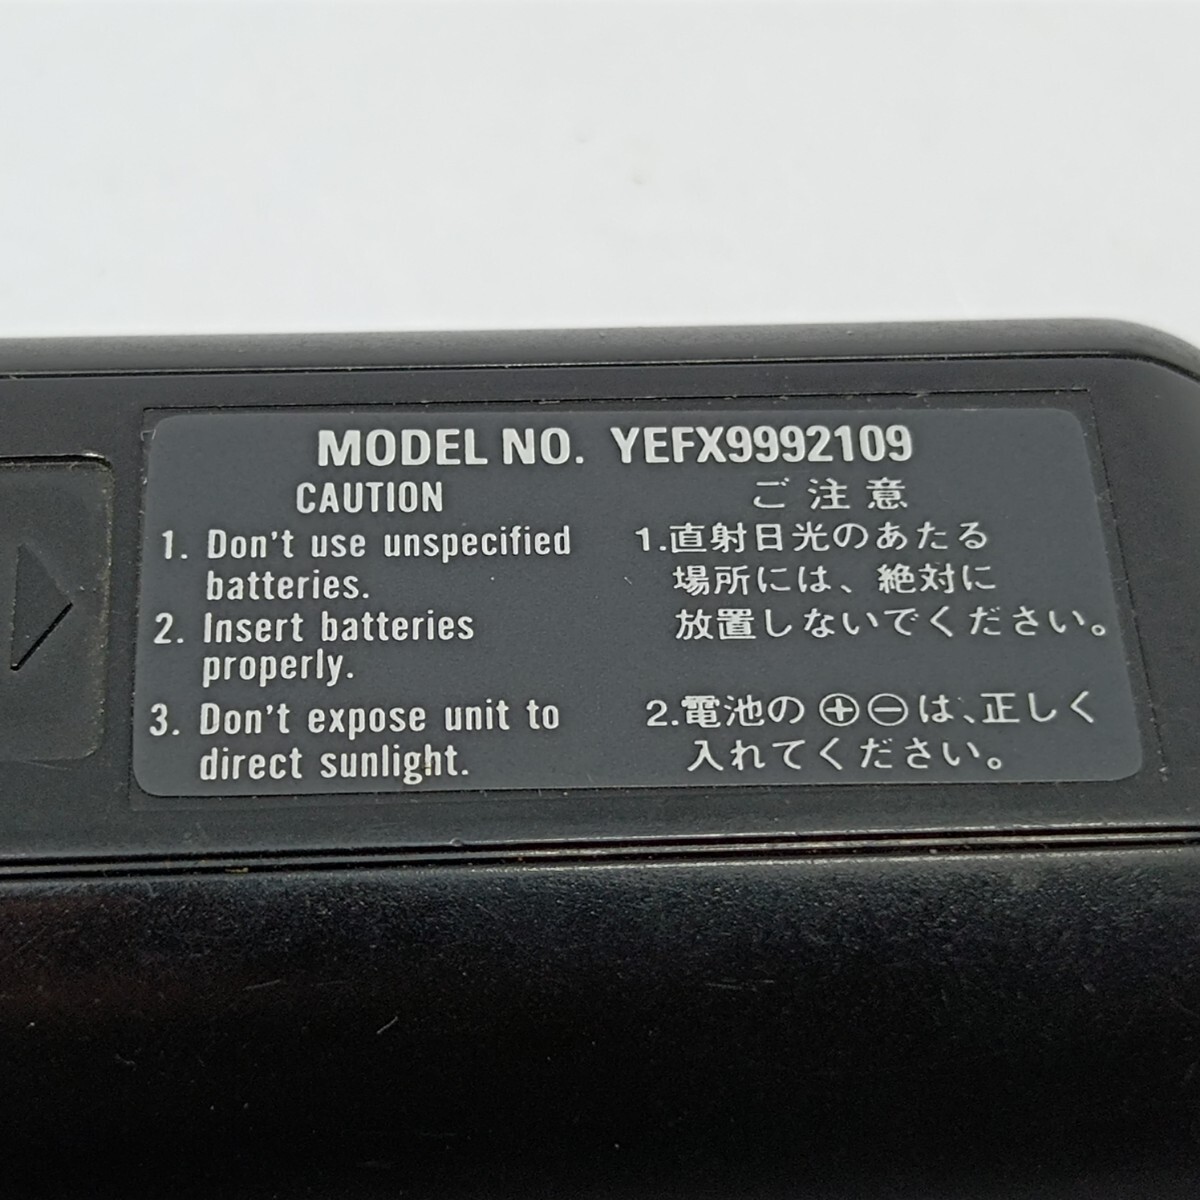 MODEL NO. YEFX9992109
CAUTION
1. Don't use unspecified
batteries.
2. Insert batteries
properly.
3. Don't expose unit to
direct sunlight.
ご注意
1.直射日光のあたる
場所には、絶対に
放置しないでください。
2.電池の⊕⊖は、正しく
入れてください。